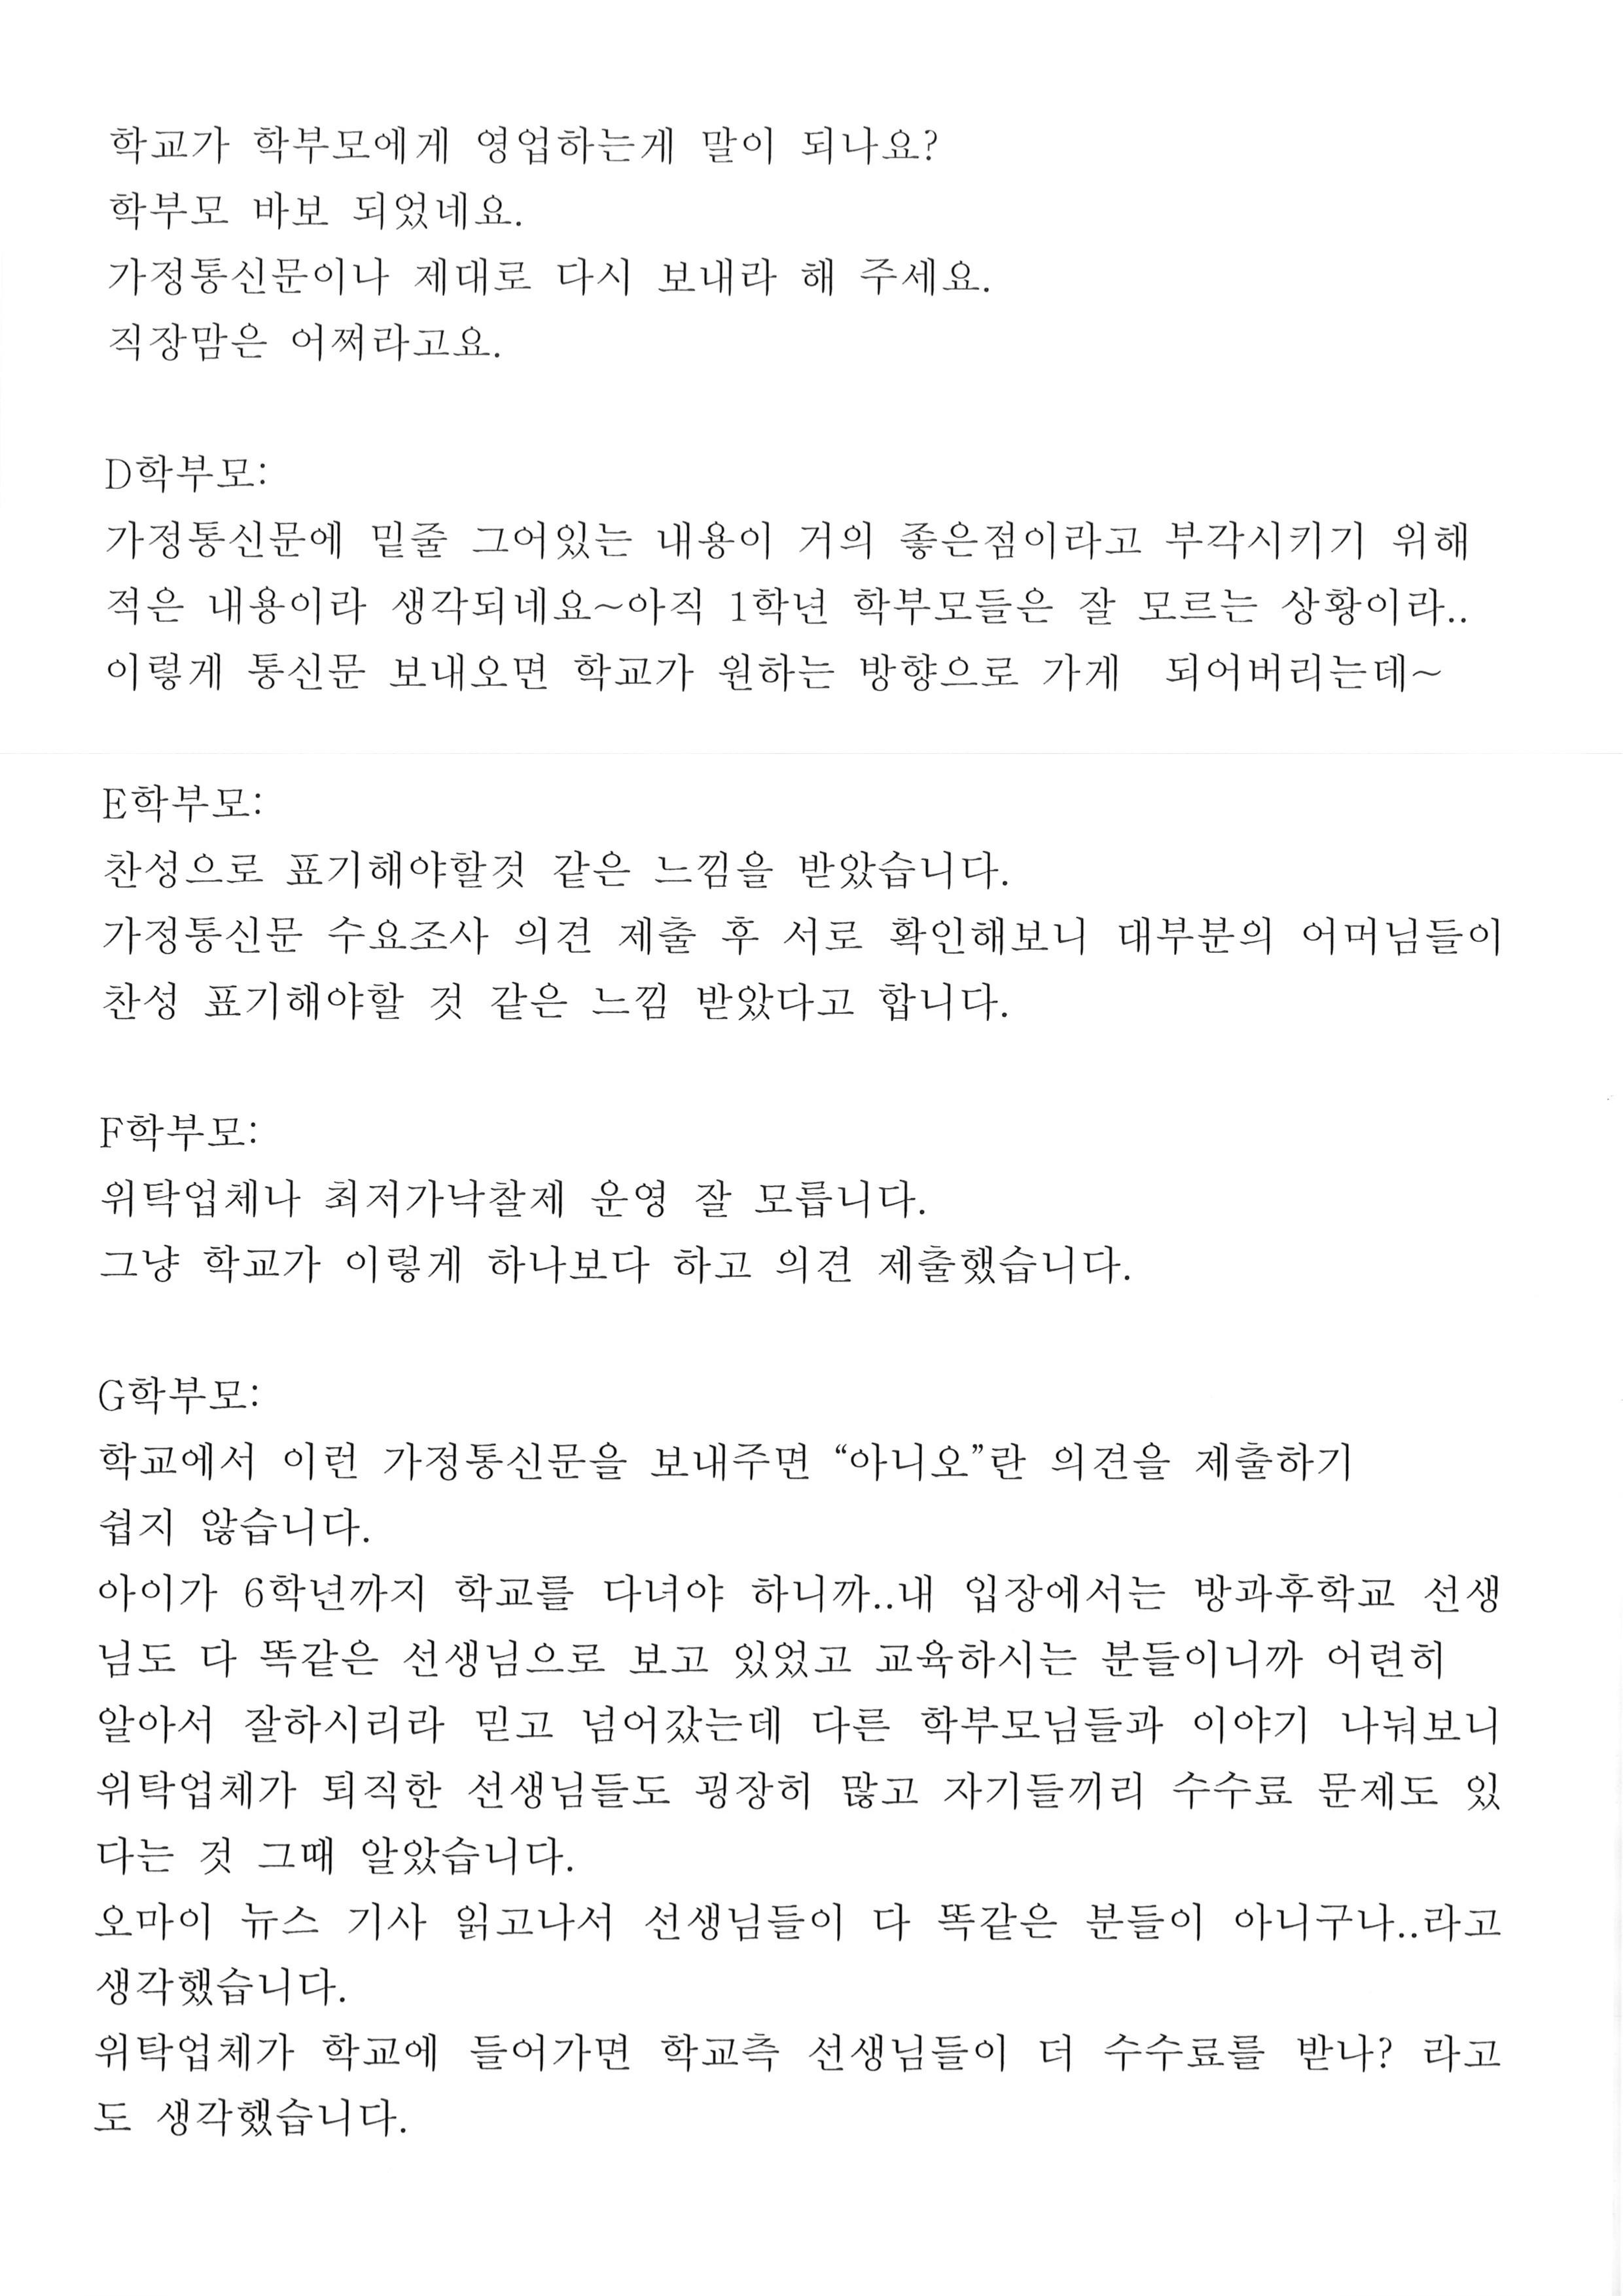 학교가 학부모에게 영업하는게 말이 되나요?
학부모 바보 되었네요.
가정통신문이나 제대로 다시 보내라 해 주세요.
직장맘은 어쩌라고요.
D학부모:
가정통신문에 밑줄 그어있는 내용이 거의 좋은점이라고 부각시키기 위해
적은 내용이라 생각되네요~아직 1학년 학부모들은 잘 모르는 상황이라..
이렇게 통신문 보내오면 학교가 원하는 방향으로 가게 되어버리는데~
E학부모:
찬성으로 표기해야할것 같은 느낌을 받았습니다.
가정통신문 수요조사 의견 제출 후 서로 확인해보니 대부분의 어머님들이
찬성 표기해야할 것 같은 느낌 받았다고 합니다.
F학부모:
위탁업체나 최저가낙찰제 운영 잘 모릅니다.
그냥 학교가 이렇게 하나보다 하고 의견 제출했습니다.
G학부모:
학교에서 이런 가정통신문을 보내주면 “아니오”란 의견을 제출하기
쉽지 않습니다.
아이가 6학년까지 학교를 다녀야 하니까..내 입장에서는 방과후학교 선생
님도 다 똑같은 선생님으로 보고 있었고 교육하시는 분들이니까 어련히
알아서 잘하시리라 믿고 넘어갔는데 다른 학부모님들과 이야기 나눠보니
위탁업체가 퇴직한 선생님들도 굉장히 많고 자기들끼리 수수료 문제도 있
다는 것 그때 알았습니다.
오마이 뉴스 기사 읽고나서 선생님들이 다 똑같은 분들이 아니구나..라고
생각했습니다.
위탁업체가 학교에 들어가면 학교측 선생님들이 더 수수료를 받나? 라고
도 생각했습니다.